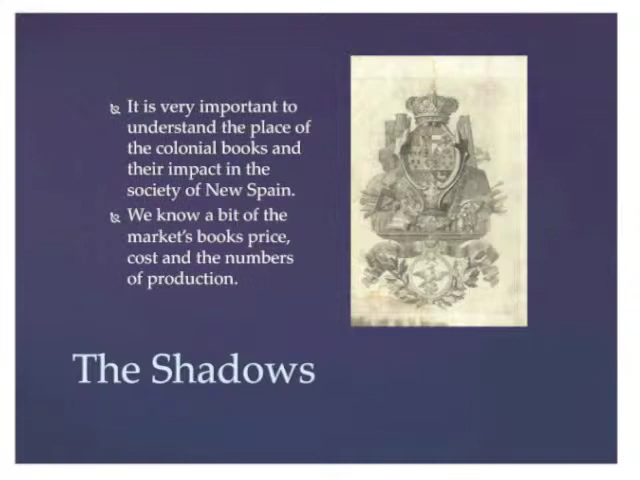 It is very important to
understand the place of
the colonial books and
their impact in the
society of New Spain.
We know a bit of the
market's books price,
cost and the numbers
of production.
The Shadows